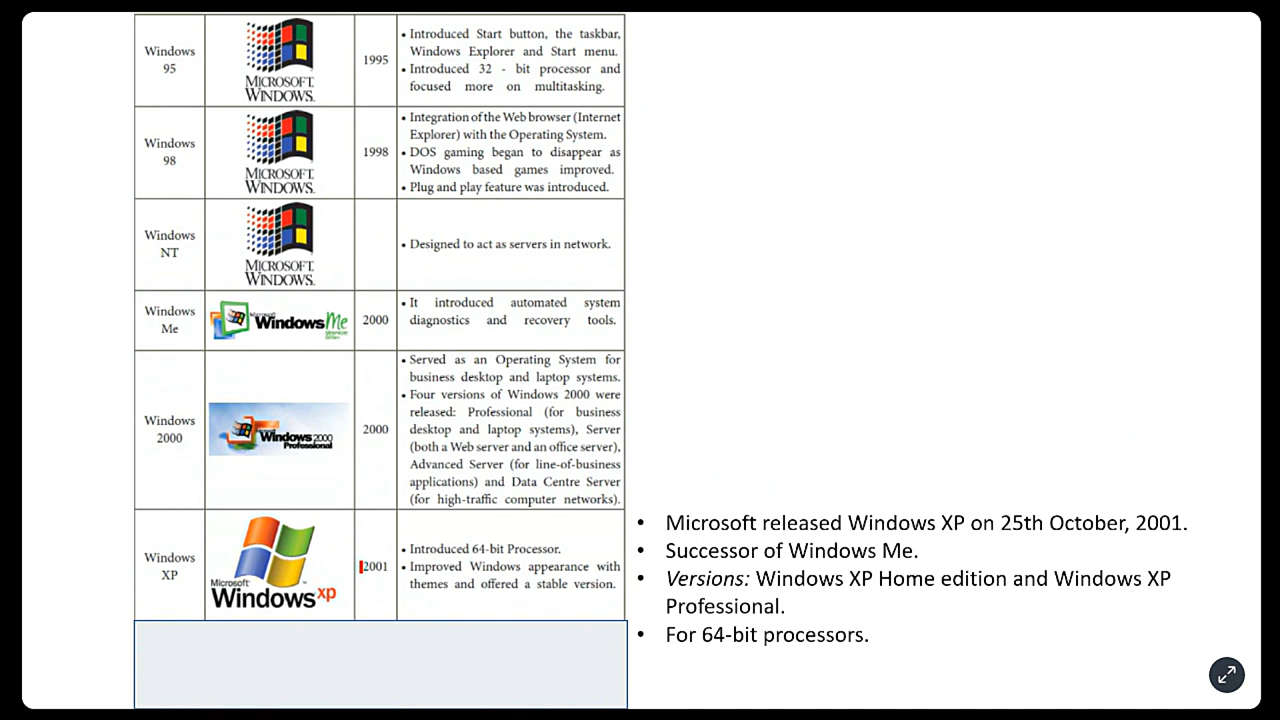 Windows
95
MICROSOFT
WINDOWS.
1995
• Introduced Start button, the taskbar,
Windows Explorer and Start menu.
• Introduced 32 - bit processor and
focused more on multitasking.
Windows
98
MICROSOFT
WINDOWS.
1998
• Integration of the Web browser (Internet
Explorer) with the Operating System.
• DOS gaming began to disappear as
Windows based games improved.
• Plug and play feature was introduced.
Windows
NT
MICROSOFT
WINDOWS.
• Designed to act as servers in network.
Windows
Me
Microsoft
Windows Me
2000
• It introduced automated system
diagnostics and recovery tools.
Windows
2000
Windows 2000
Professional
2000
• Served as an Operating System for
business desktop and laptop systems.
• Four versions of Windows 2000 were
released: Professional (for business
desktop and laptop systems), Server
(both a Web server and an office server),
Advanced Server (for line-of-business
applications) and Data Centre Server
(for high-traffic computer networks).
Windows
XP
Microsoft
Windows xp
2001
• Introduced 64-bit Processor.
• Improved Windows appearance with
themes and offered a stable version.
• Microsoft released Windows XP on 25th October, 2001.
• Successor of Windows Me.
• Versions: Windows XP Home edition and Windows XP
Professional.
• For 64-bit processors.